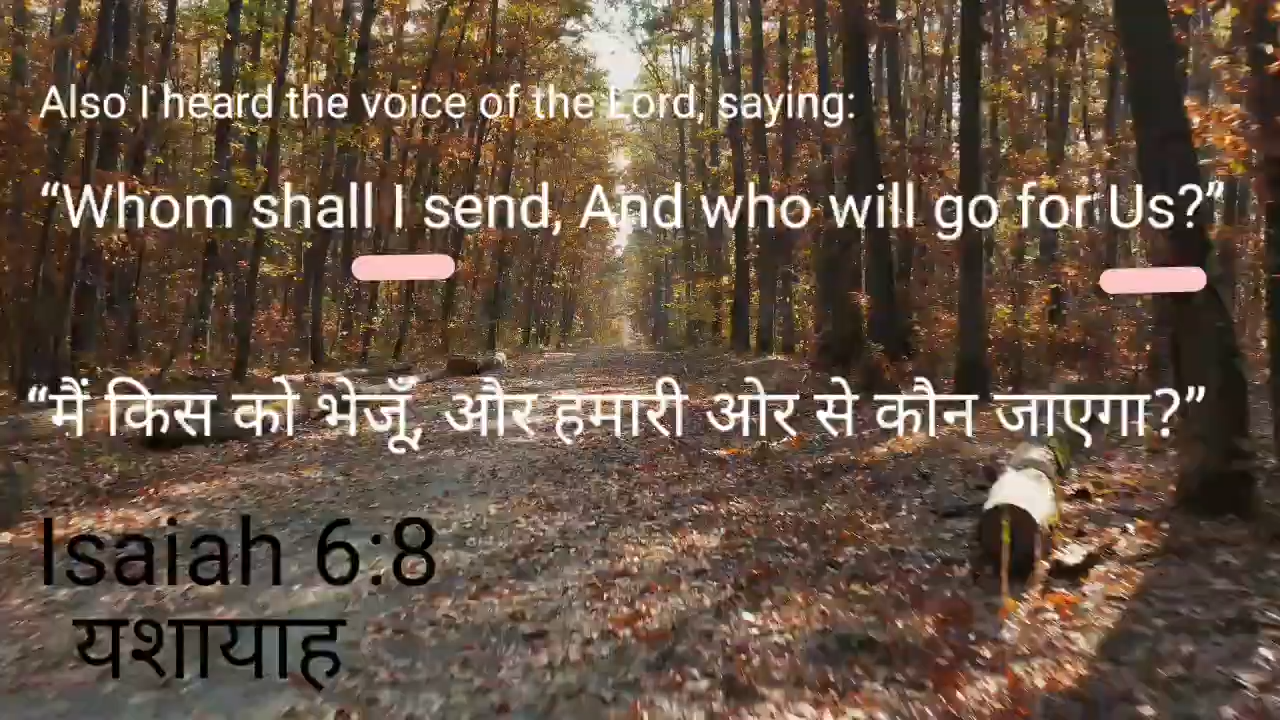 Also I heard the voice of the Lord, saying:
“Whom shall I send, And who will go for Us?”
“मैं किस को भेजूँ, और हमारी ओर से कौन जाएगा?”
Isaiah 6:8
यशायाह